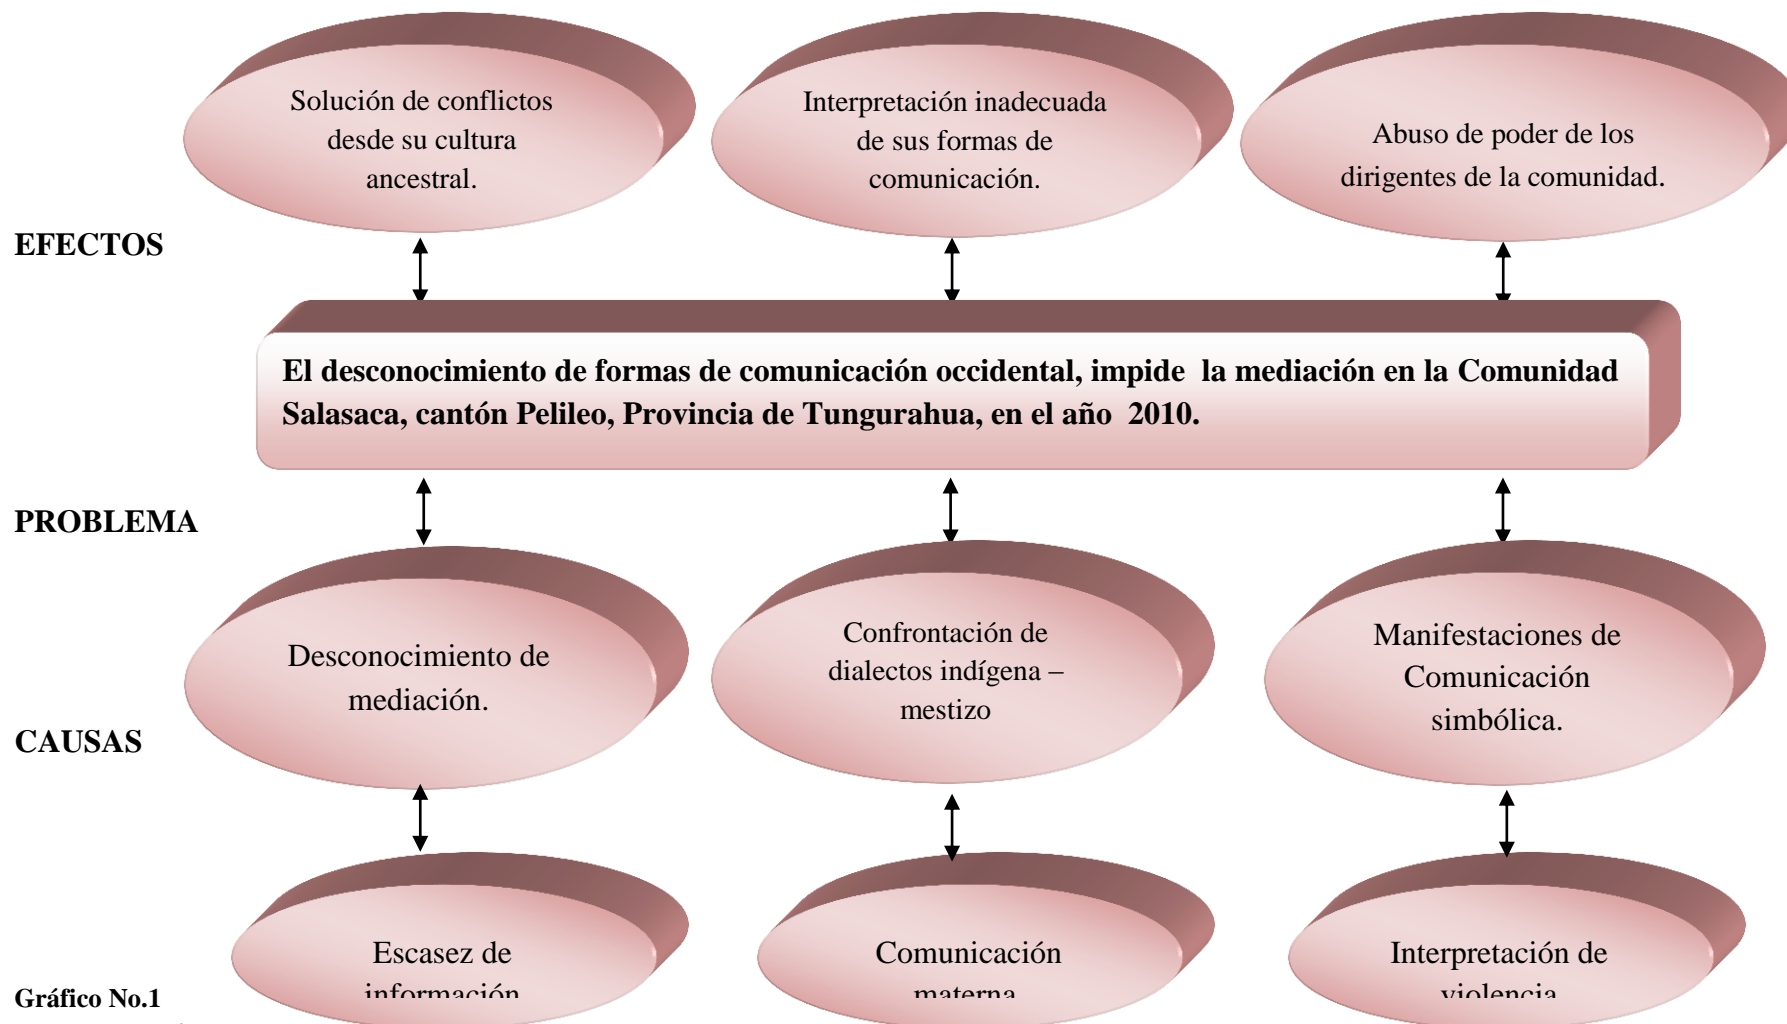 Solución de conflictos
desde su cultura
ancestral.
Interpretación inadecuada
de sus formas de
comunicación.
Abuso de poder de los
dirigentes de la comunidad.
EFECTOS
El desconocimiento de formas de comunicación occidental, impide la mediación en la Comunidad
Salasaca, cantón Pelileo, Provincia de Tungurahua, en el año 2010.
PROBLEMA
Desconocimiento de
mediación.
Confrontación de
dialectos indígena –
mestizo
Manifestaciones de
Comunicación
simbólica.
CAUSAS
Escasez de
información
Comunicación
materna
Interpretación de
violencia
Gráfico No.1